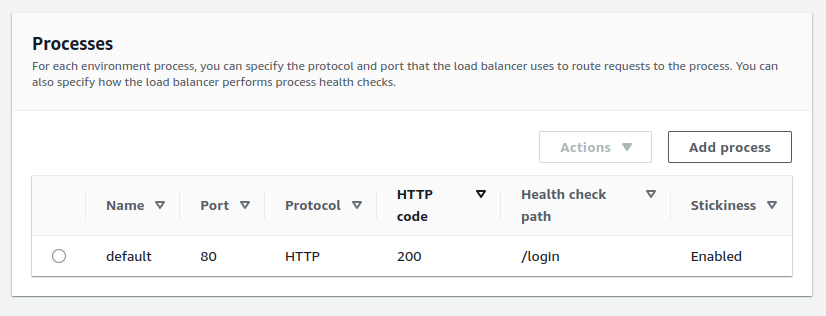 Processes
For each environment process, you can specify the protocol and port that the load balancer uses to route requests to the process. You can
also specify how the load balancer performs process health checks.
Actions Add process
Name Port Protocol HTTP code Health check path Stickiness
default 80 HTTP 200 /login Enabled